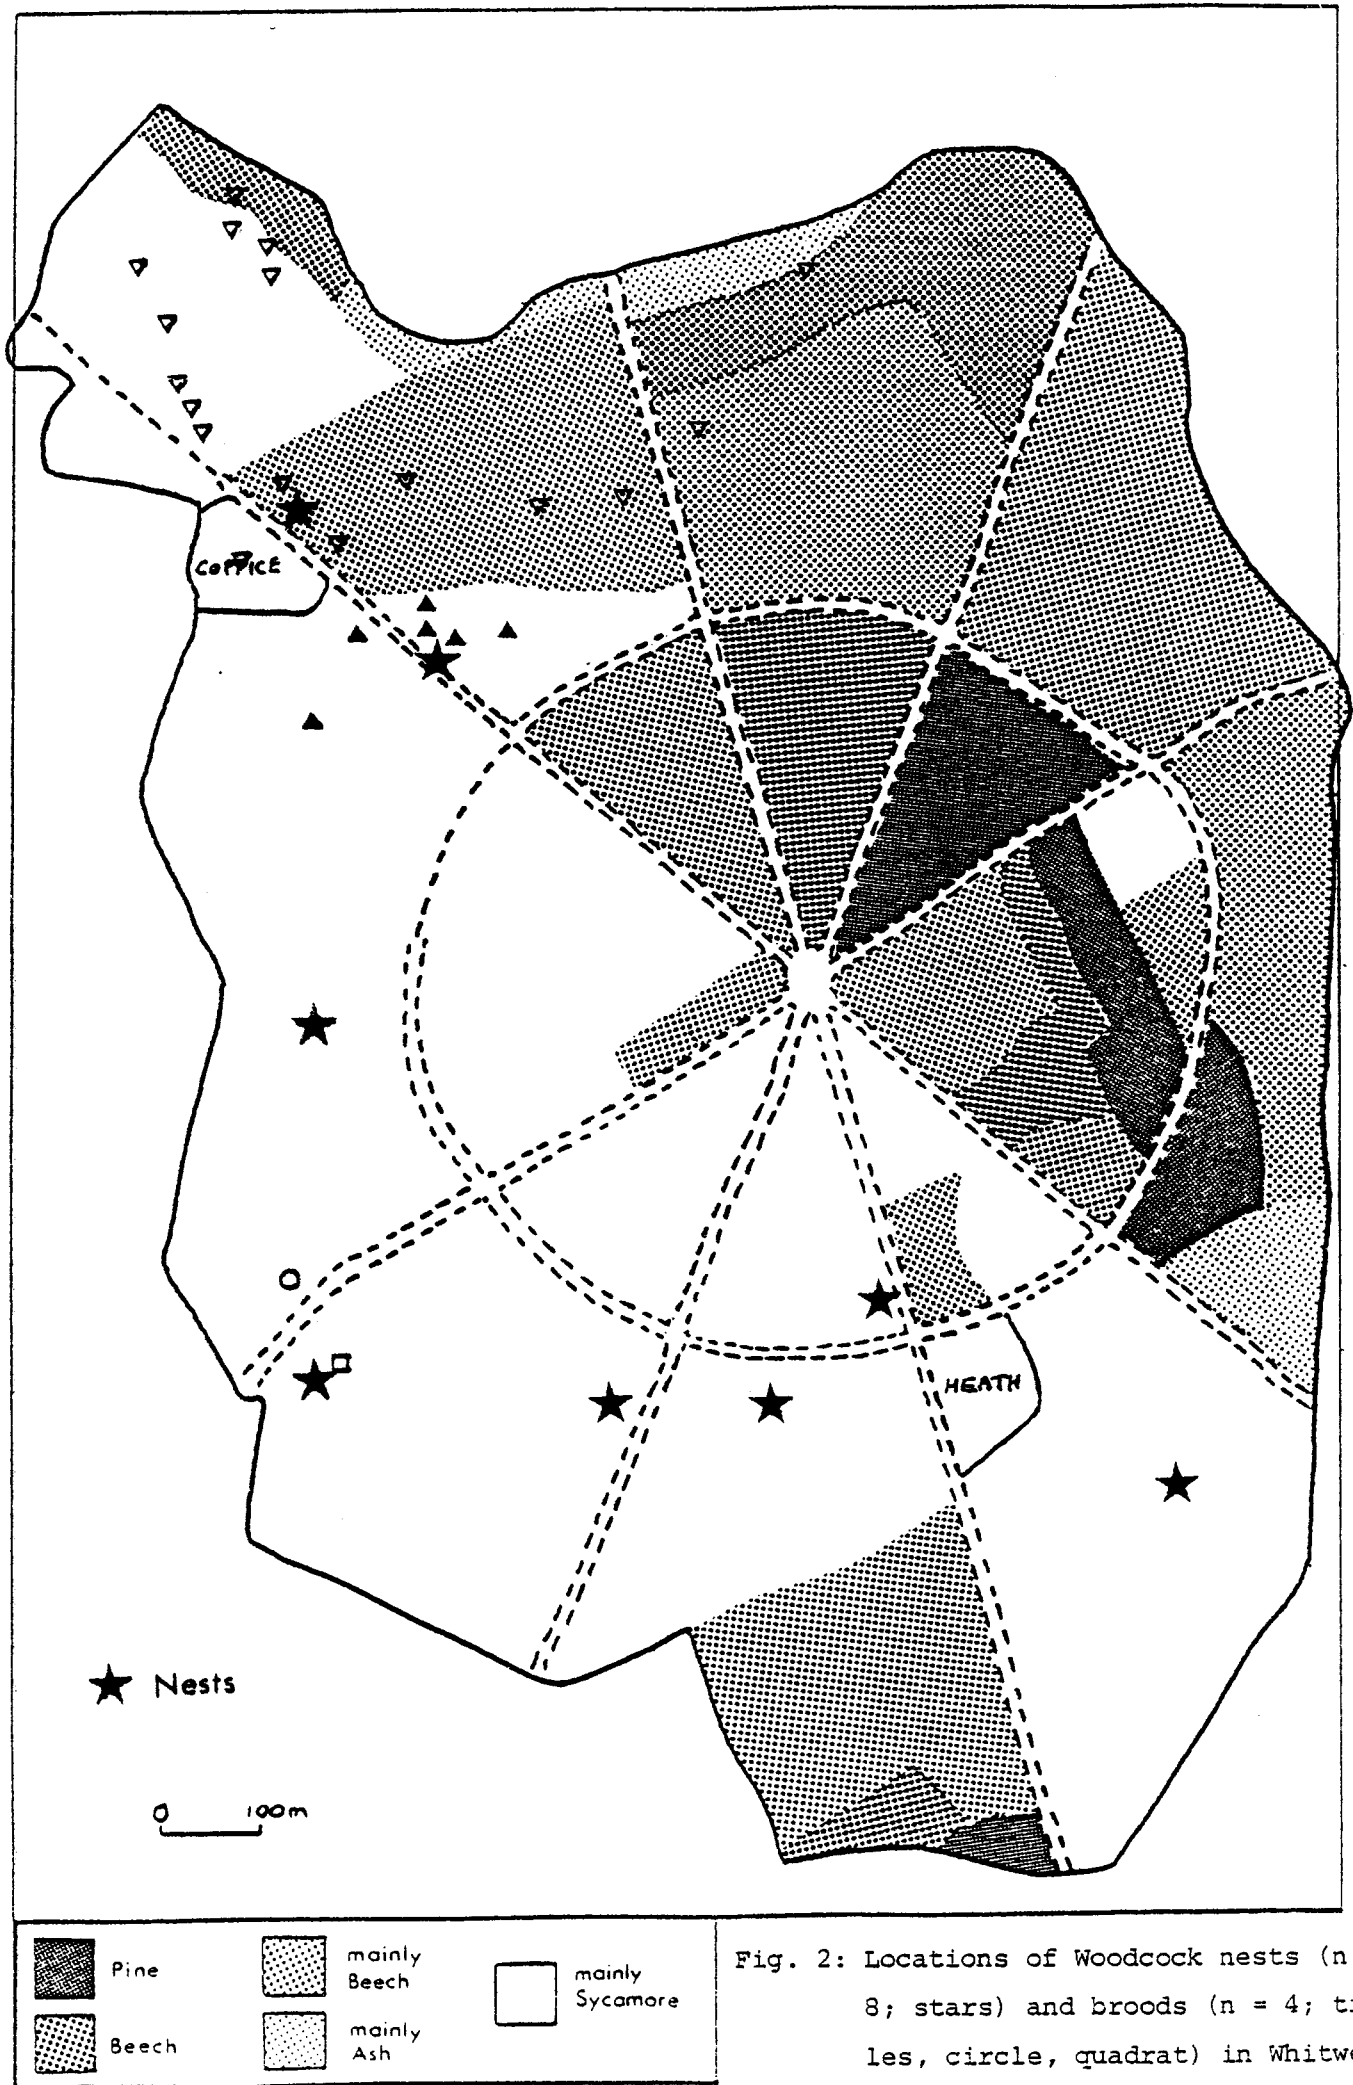 COPPICE
HEATH
Nests
0 100m
Pine
Beech
mainly
Beech
mainly
Ash
mainly
Sycamore
Fig. 2: Locations of Woodcock nests (n
8; stars) and broods (n = 4;
les, circle, quadrat) in